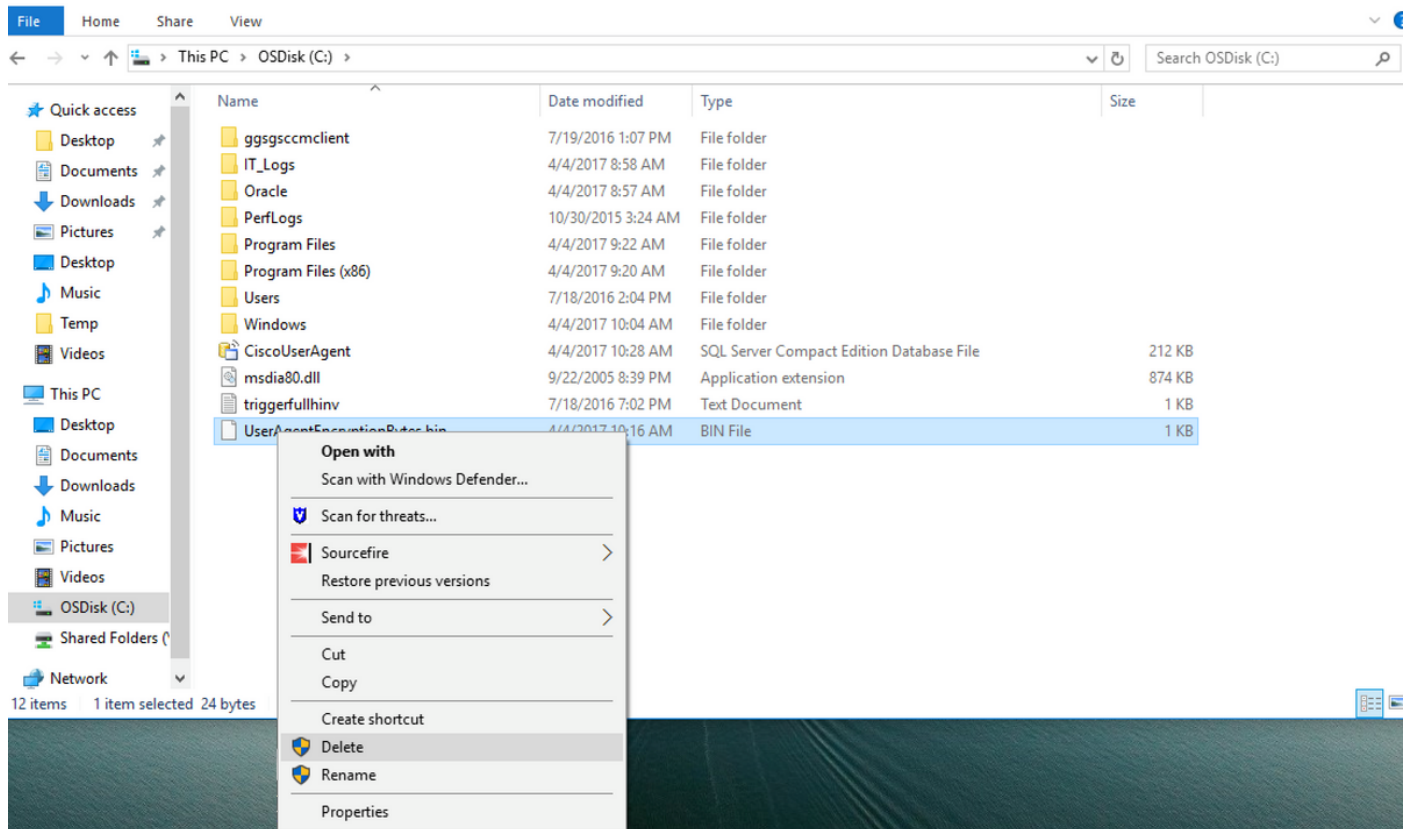 File Home Share View
This PC > OSDisk (C:) >
Search OSDisk (C:)
Name Date modified Type Size
Quick access
Desktop
Documents
Downloads
Pictures
Desktop
Music
Temp
Videos
This PC
Desktop
Documents
Downloads
Music
Pictures
Videos
OSDisk (C:)
Shared Folders (
Network
ggsgsccmclient 7/19/2016 1:07 PM File folder
IT_Logs 4/4/2017 8:58 AM File folder
Oracle 4/4/2017 8:57 AM File folder
PerfLogs 10/30/2015 3:24 AM File folder
Program Files 4/4/2017 9:22 AM File folder
Program Files (x86) 4/4/2017 9:20 AM File folder
Users 7/18/2016 2:04 PM File folder
Windows 4/4/2017 10:04 AM File folder
CiscoUserAgent 4/4/2017 10:28 AM SQL Server Compact Edition Database File 212 KB
msdia80.dll 9/22/2005 8:39 PM Application extension 874 KB
triggerfullhinv 7/18/2016 7:02 PM Text Document 1 KB
UserAgentEncryptionBytes.bin 4/4/2017 10:16 AM BIN File 1 KB
Open with
Scan with Windows Defender...
Scan for threats...
Sourcefire
Restore previous versions
Send to
Cut
Copy
Create shortcut
Delete
Rename
Properties
12 items 1 item selected 24 bytes